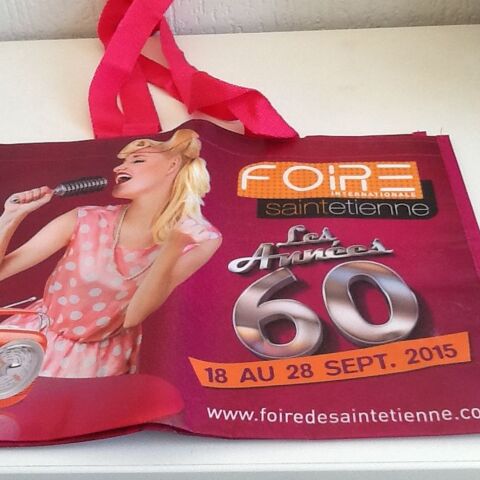 FOIRE
INTERNATIONALE
saintetienne
Les
Années
60
18 AU 28 SEPT. 2015
www.foiredesaintetienne.co